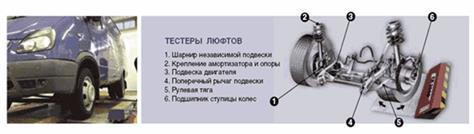 ТЕСТЕРЫ ЛЮФТОВ
1. Шарнир независимой подвески
2. Крепление амортизатора и опоры
3. Подвеска двигателя
4. Поперечный рычаг подвески
5. Рулевая тяга
6. Подшипник ступицы колес
2
3
6
1
4
5